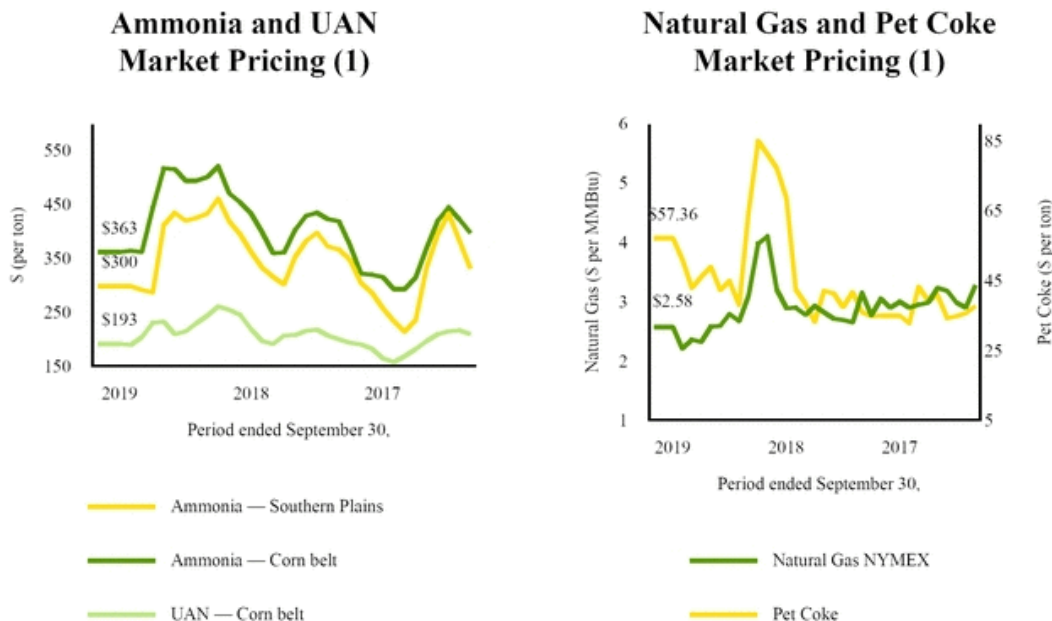 Ammonia and UAN
Market Pricing (1)
550
450
350
250
150
$ (per ton)
$363
$300
$193
2019
2018
2017
Period ended September 30,
Ammonia — Southern Plains
Ammonia — Corn belt
UAN — Corn belt
Natural Gas and Pet Coke
Market Pricing (1)
6
5
4
3
2
1
Natural Gas ($ per MMBtu)
$57.36
$2.58
85
65
45
25
5
Pet Coke ($ per ton)
2019
2018
2017
Period ended September 30,
Natural Gas NYMEX
Pet Coke